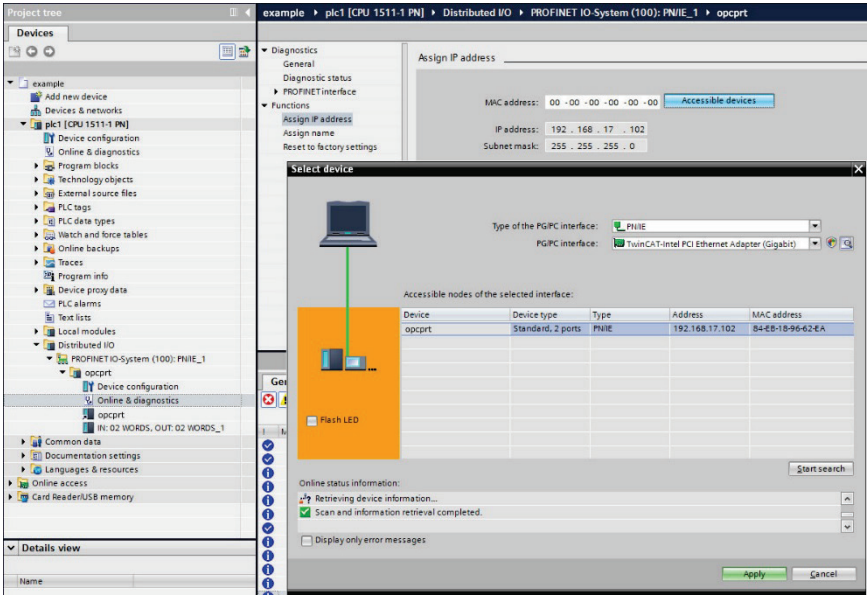 Project tree
example ▸ plc1 [CPU 1511-1 PN] ▸ Distributed I/O ▸ PROFINET IO-System (100): PN/IE_1 ▸ opcprt
Devices
example
Add new device
Devices & networks
plc1 [CPU 1511-1 PN]
Device configuration
Online & diagnostics
Program blocks
Technology objects
External source files
PLC tags
PLC data types
Watch and force tables
Online backups
Traces
Program info
Device proxy data
PLC alarms
Text lists
Local modules
Distributed I/O
PROFINET IO-System (100): PN/IE_1
opcprt
Device configuration
Online & diagnostics
opcprt
IN: 02 WORDS, OUT: 02 WORDS_1
Common data
Documentation settings
Languages & resources
Online access
Card Reader/USB memory
Details view
Name
Diagnostics
General
Diagnostic status
PROFINET interface
Functions
Assign IP address
Assign name
Reset to factory settings
Assign IP address
MAC address: 00 -00 -00 -00 -00 -00 Accessible devices
IP address: 192 . 168 . 17 . 102
Subnet mask: 255 . 255 . 255 . 0
Select device
Type of the PG/PC interface: PN/IE
PG/PC interface: TwinCAT-Intel PCI Ethernet Adapter (Gigabit)
Accessible nodes of the selected interface:
Device Device type Type Address MAC address
opcprt Standard, 2 ports PN/IE 192.168.17.102 84-EB-18-96-62-EA
Flash LED
Start search
Online status information:
Retrieving device information...
Scan and information retrieval completed.
Display only error messages
Apply Cancel